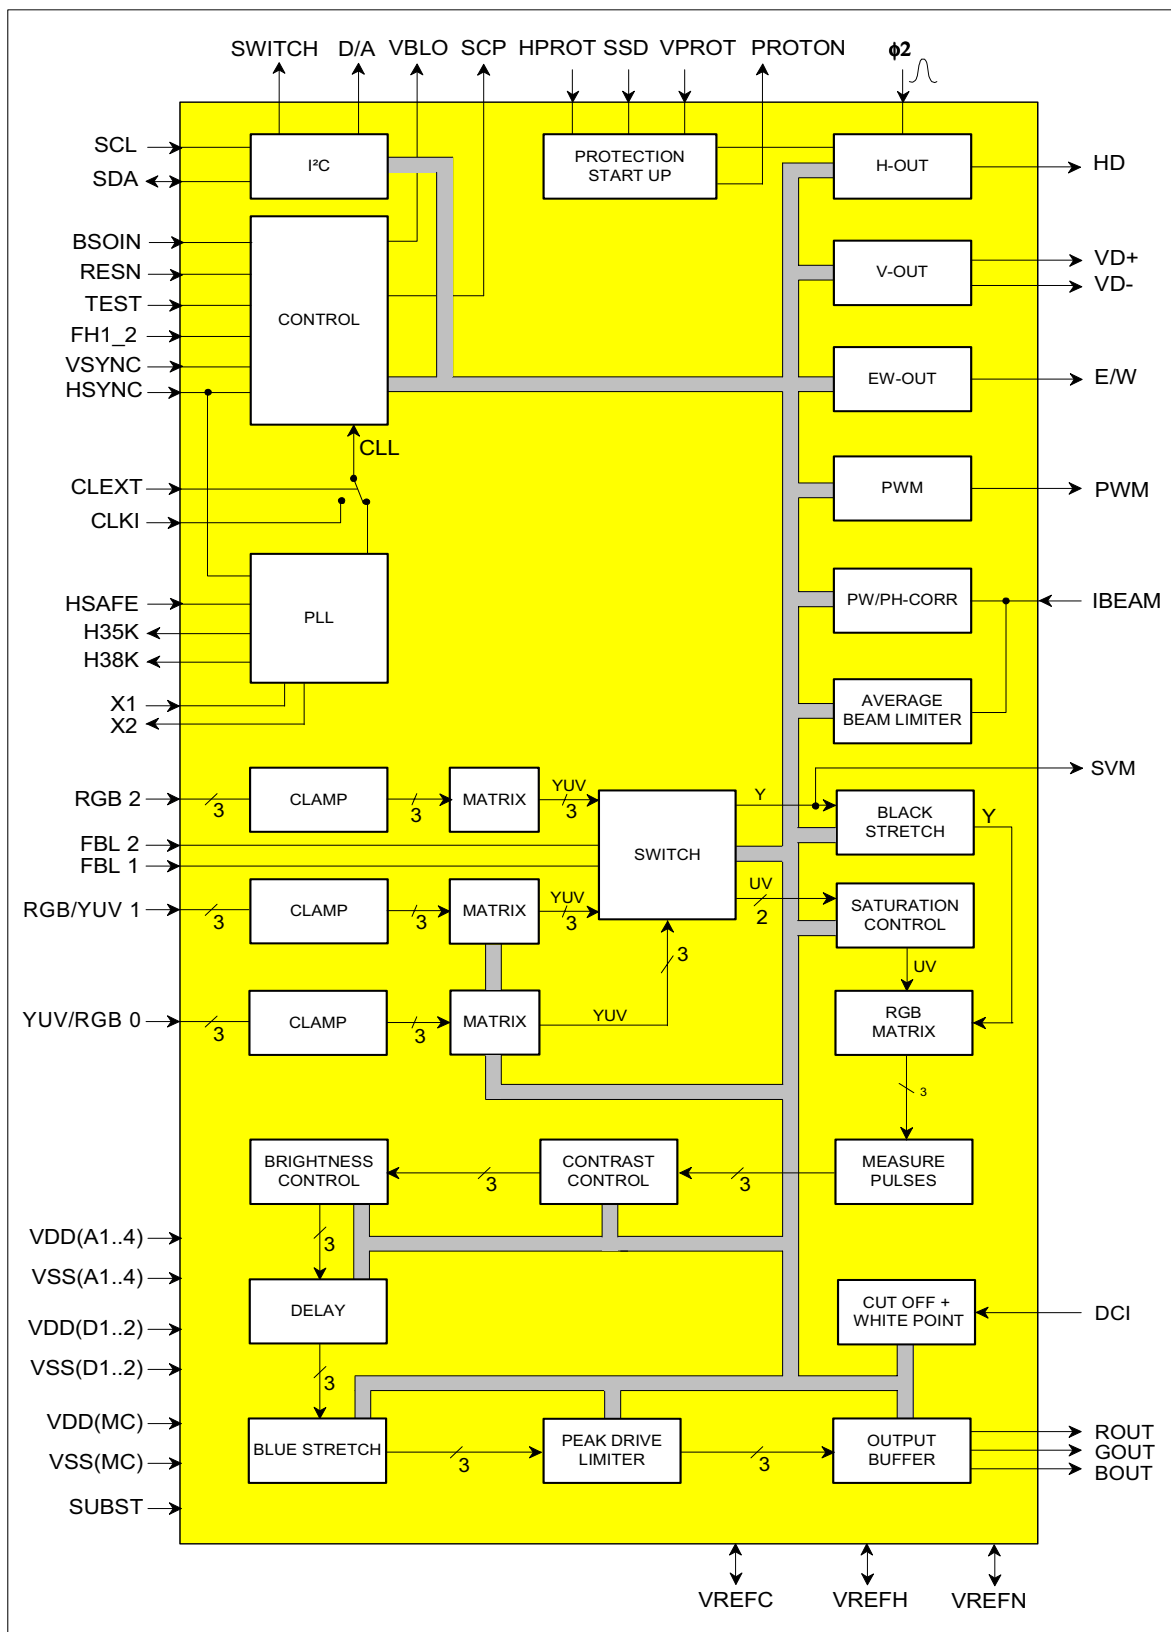 SWITCH D/A VBLO SCP HPROT SSD VPROT PROTON ϕ2
SCL
SDA
I²C
PROTECTION
START UP
H-OUT
HD
BSOIN
RESN
TEST
FH1_2
VSYNC
HSYNC
CONTROL
V-OUT
VD+
VD-
EW-OUT
E/W
CLL
CLEXT
CLKI
PWM
PWM
HSAFE
H35K
H38K
X1
X2
PLL
PW/PH-CORR
IBEAM
AVERAGE
BEAM LIMITER
SVM
RGB 2
3
CLAMP
3
MATRIX
YUV
3
FBL 2
FBL 1
SWITCH
Y
BLACK
STRETCH
Y
RGB/YUV 1
3
CLAMP
3
MATRIX
YUV
3
UV
2
SATURATION
CONTROL
UV
YUV/RGB 0
3
CLAMP
3
MATRIX
YUV
3
RGB
MATRIX
3
BRIGHTNESS
CONTROL
3
CONTRAST
CONTROL
3
MEASURE
PULSES
VDD(A1..4)
VSS(A1..4)
VDD(D1..2)
VSS(D1..2)
VDD(MC)
VSS(MC)
SUBST
3
DELAY
3
CUT OFF +
WHITE POINT
DCI
BLUE STRETCH
3
PEAK DRIVE
LIMITER
3
OUTPUT
BUFFER
ROUT
GOUT
BOUT
VREFC VREFH VREFN